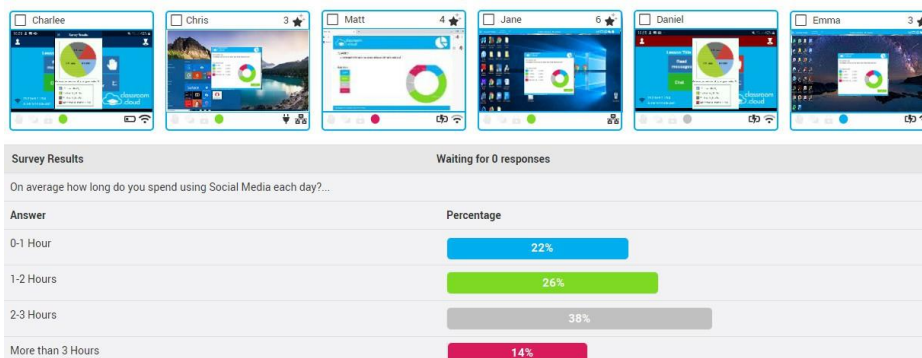 Charlee
Chris 3
Matt 4
Jane 6
Daniel
Emma 3
Survey Results Waiting for 0 responses
On average how long do you spend using Social Media each day?...
Answer Percentage
0-1 Hour 22%
1-2 Hours 26%
2-3 Hours 38%
More than 3 Hours 14%